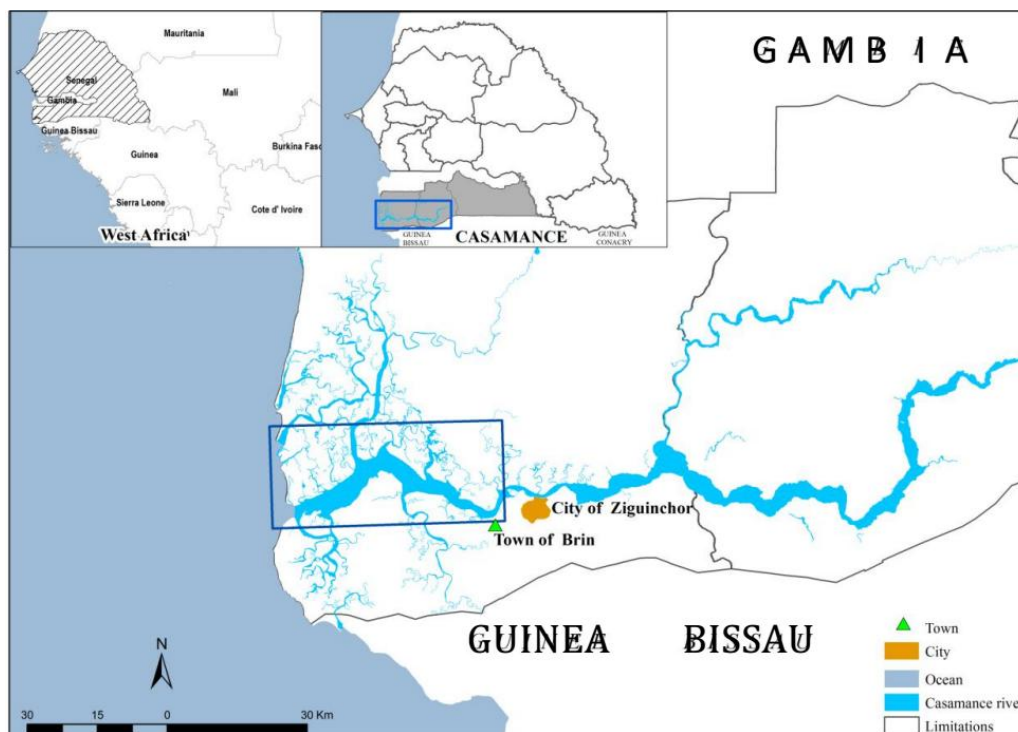 Mauritania
Senegal
Gambia
Mali
Guinea Bissau
Guinea
Burkina Faso
Sierra Leone
Cote d' Ivoire
West Africa
GUINEA
BISSAU
CASAMANCE
GUINEA
CONACRY
GAMBIA
City of Ziguinchor
Town of Brin
GUINEA BISSAU
N
30 15 0 30 Km
Town
City
Ocean
Casamance river
Limitations